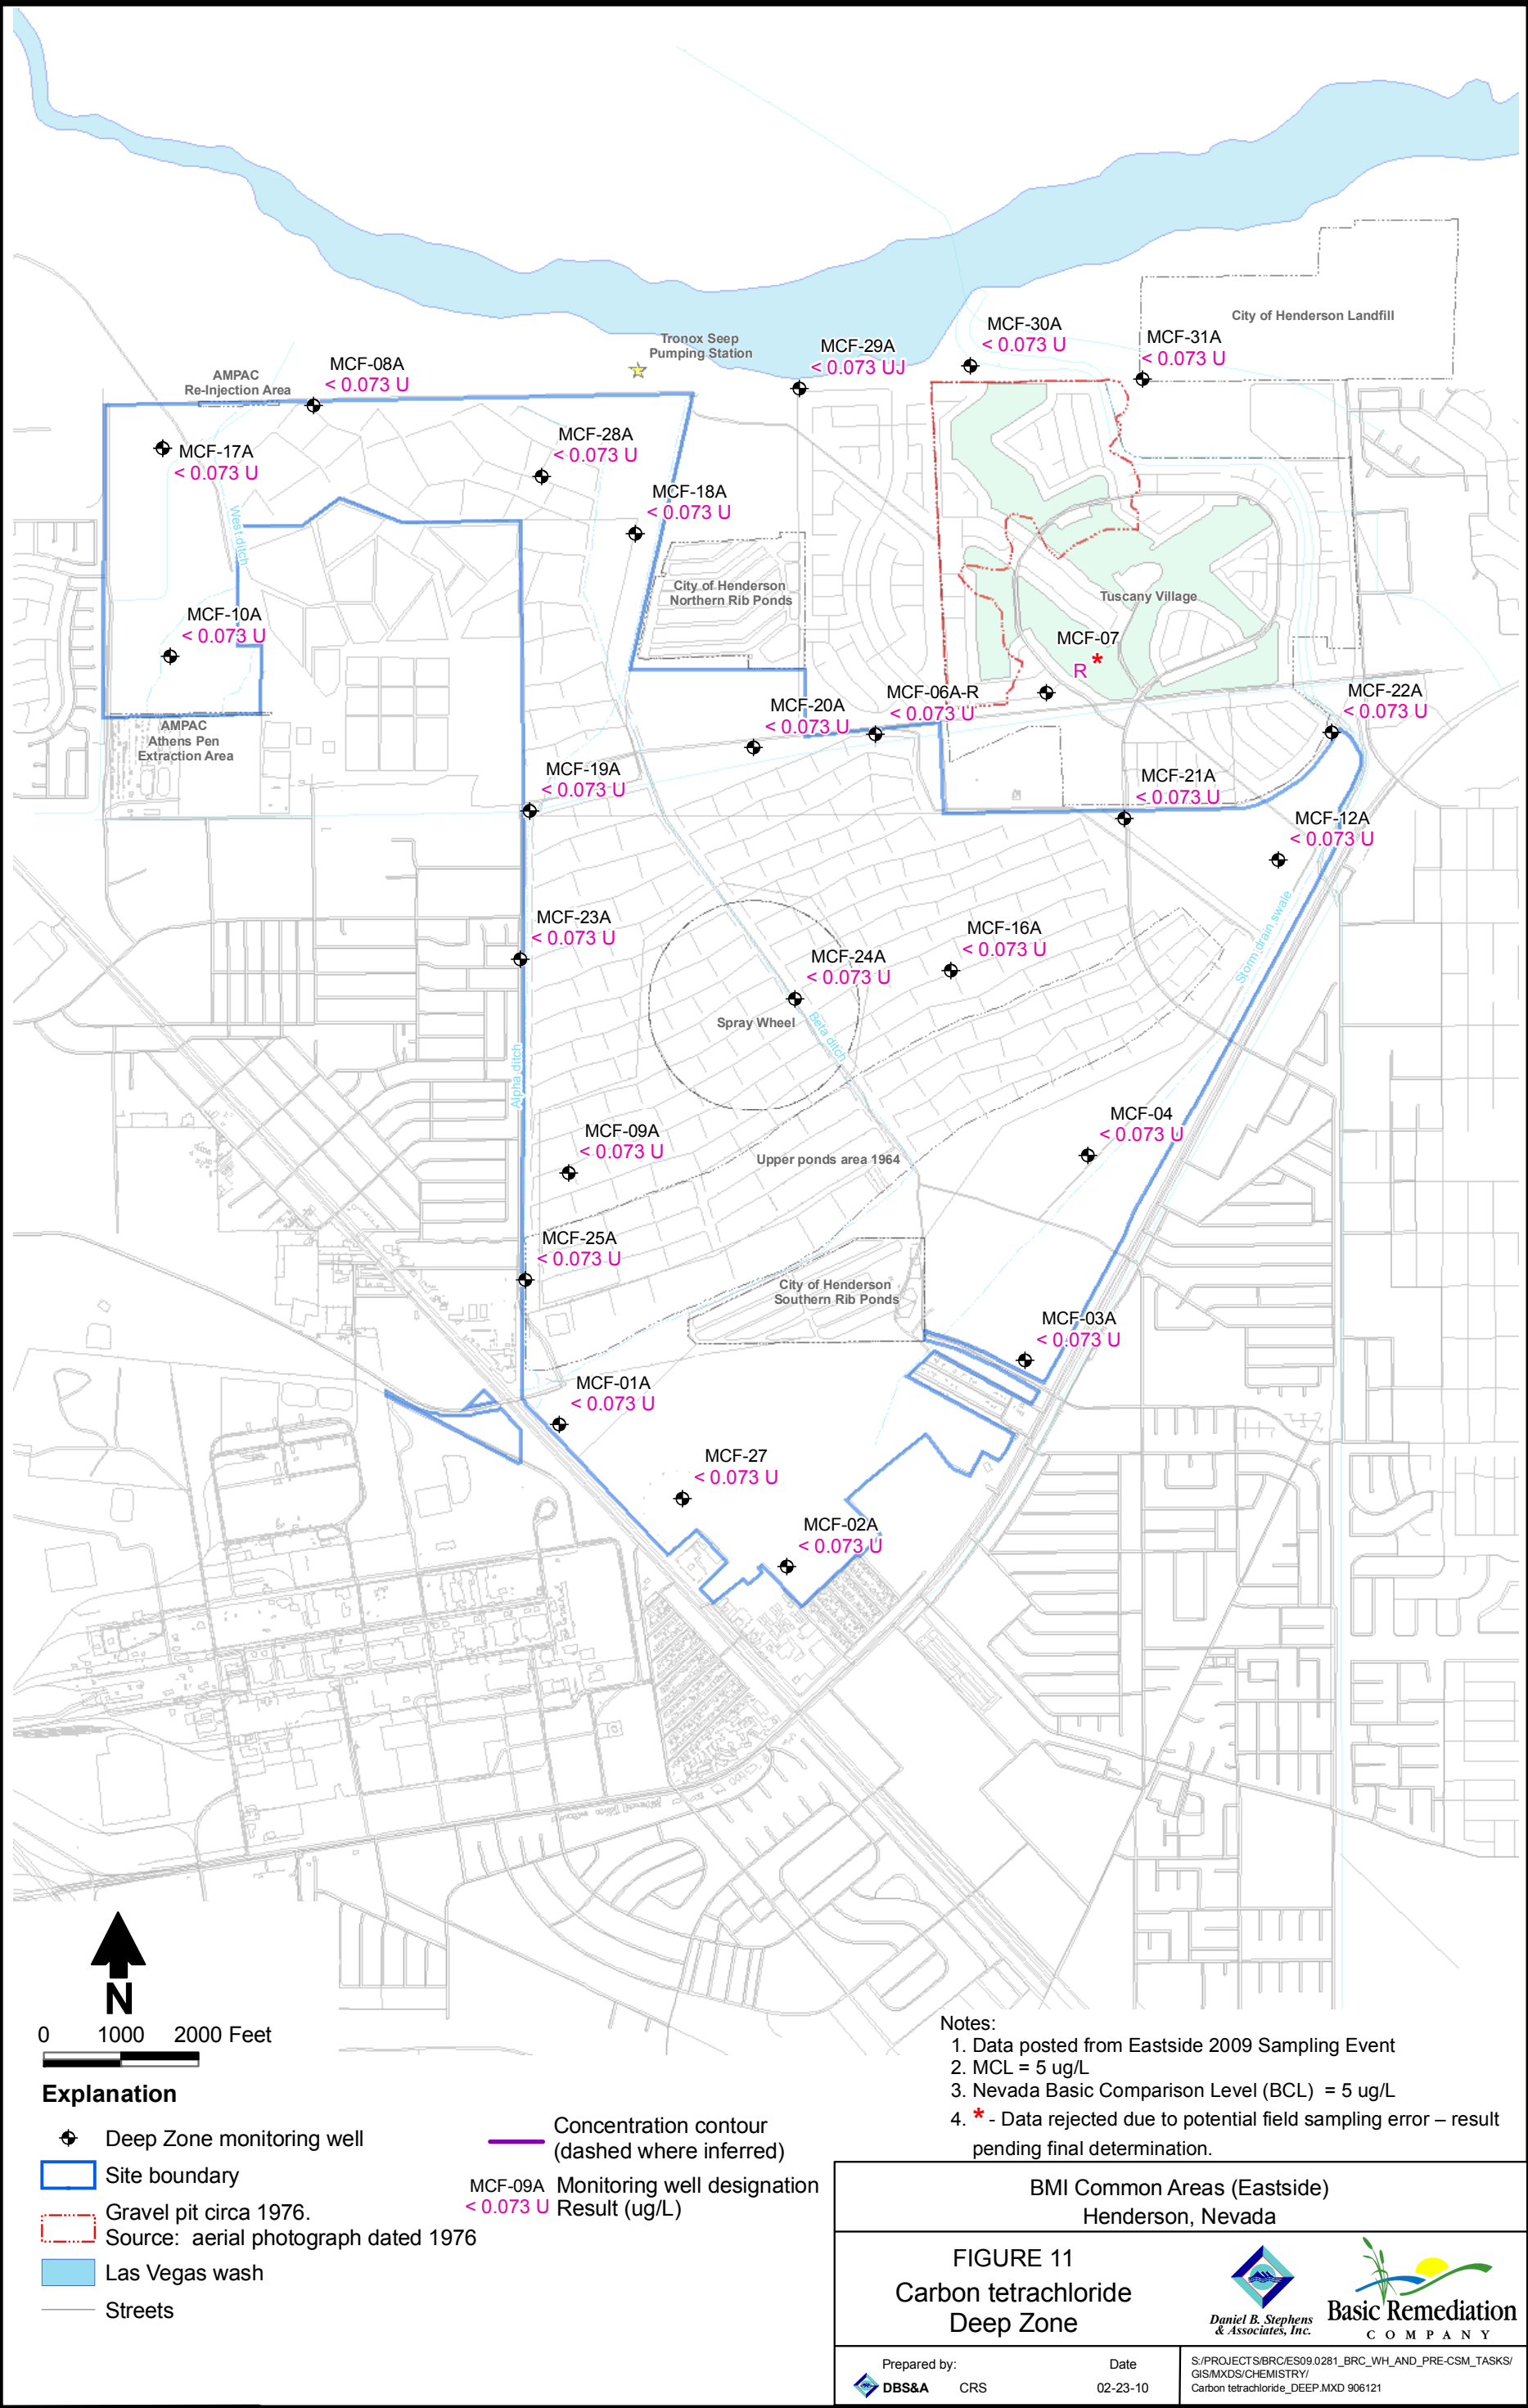 Tronox Seep
Pumping Station
MCF-29A
< 0.073 UJ
MCF-30A
< 0.073 U
MCF-31A
< 0.073 U
City of Henderson Landfill
AMPAC
Re-Injection Area
MCF-08A
< 0.073 U
MCF-17A
< 0.073 U
MCF-28A
< 0.073 U
MCF-18A
< 0.073 U
West ditch
City of Henderson
Northern Rib Ponds
Tuscany Village
MCF-10A
< 0.073 U
MCF-07
R *
AMPAC
Athens Pen
Extraction Area
MCF-20A
< 0.073 U
MCF-06A-R
< 0.073 U
MCF-22A
< 0.073 U
MCF-19A
< 0.073 U
MCF-21A
< 0.073 U
MCF-12A
< 0.073 U
MCF-23A
< 0.073 U
MCF-24A
< 0.073 U
MCF-16A
< 0.073 U
Storm drain swale
Spray Wheel
Beta ditch
Alpha ditch
MCF-09A
< 0.073 U
Upper ponds area 1964
MCF-04
< 0.073 U
MCF-25A
< 0.073 U
City of Henderson
Southern Rib Ponds
MCF-03A
< 0.073 U
MCF-01A
< 0.073 U
MCF-27
< 0.073 U
MCF-02A
< 0.073 U
N
0 1000 2000 Feet
Explanation
Deep Zone monitoring well
Site boundary
Gravel pit circa 1976.
Source: aerial photograph dated 1976
Las Vegas wash
Streets
Concentration contour
(dashed where inferred)
MCF-09A Monitoring well designation
< 0.073 U Result (ug/L)
Notes:
1. Data posted from Eastside 2009 Sampling Event
2. MCL = 5 ug/L
3. Nevada Basic Comparison Level (BCL) = 5 ug/L
4. * - Data rejected due to potential field sampling error – result
pending final determination.
BMI Common Areas (Eastside)
Henderson, Nevada
FIGURE 11
Carbon tetrachloride
Deep Zone
Daniel B. Stephens
& Associates, Inc.
Basic Remediation
COMPANY
Prepared by:
DBS&A CRS
Date
02-23-10
S:/PROJECTS/BRC/ES09.0281_BRC_WH_AND_PRE-CSM_TASKS/
GIS/MXDS/CHEMISTRY/
Carbon tetrachloride_DEEP.MXD 906121